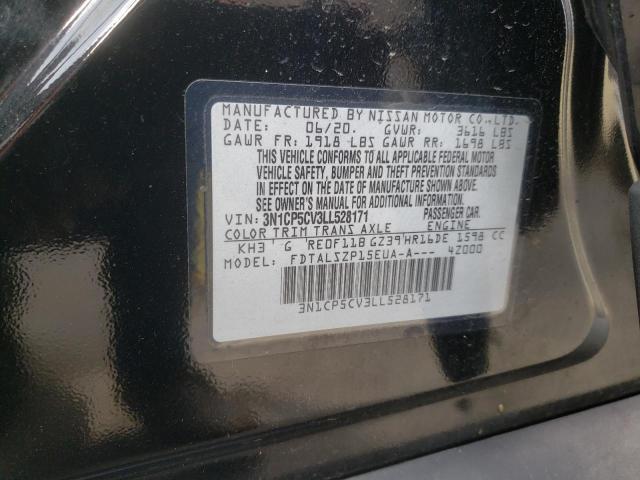 MANUFACTURED BY NISSAN MOTOR CO., LTD.
DATE: 06/20. GVWR: 3616 LBS
GAWR FR: 1918 LBS GAWR RR: 1698 LBS
THIS VEHICLE CONFORMS TO ALL APPLICABLE FEDERAL MOTOR
VEHICLE SAFETY, BUMPER AND THEFT PREVENTION STANDARDS
IN EFFECT ON THE DATE OF MANUFACTURE SHOWN ABOVE.
SEE OWNERS MANUAL FOR ADDITIONAL INFORMATION.
VIN: 3N1CP5CV3LL528171 PASSENGER CAR.
COLOR TRIM TRANS AXLE ENGINE
KH3 G RE0F11B GZ39 HR16DE 1598 CC
MODEL: FDTALSZP15EUA-A--- 42000
3N1CP5CV3LL528171